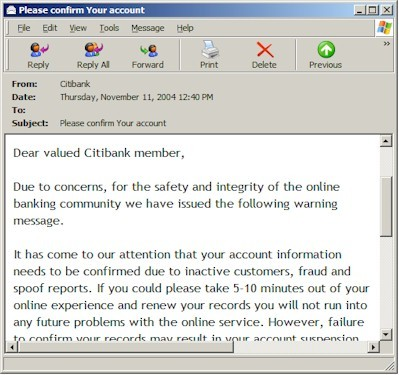 Please confirm Your account
File Edit View Tools Message Help
Reply Reply All Forward Print Delete Previous
From: Citibank
Date: Thursday, November 11, 2004 12:40 PM
To:
Subject: Please confirm Your account
Dear valued Citibank member,
Due to concerns, for the safety and integrity of the online
banking community we have issued the following warning
message.
It has come to our attention that your account information
needs to be confirmed due to inactive customers, fraud and
spoof reports. If you could please take 5-10 minutes out of your
online experience and renew your records you will not run into
any future problems with the online service. However, failure
to confirm your records may result in your account suspension